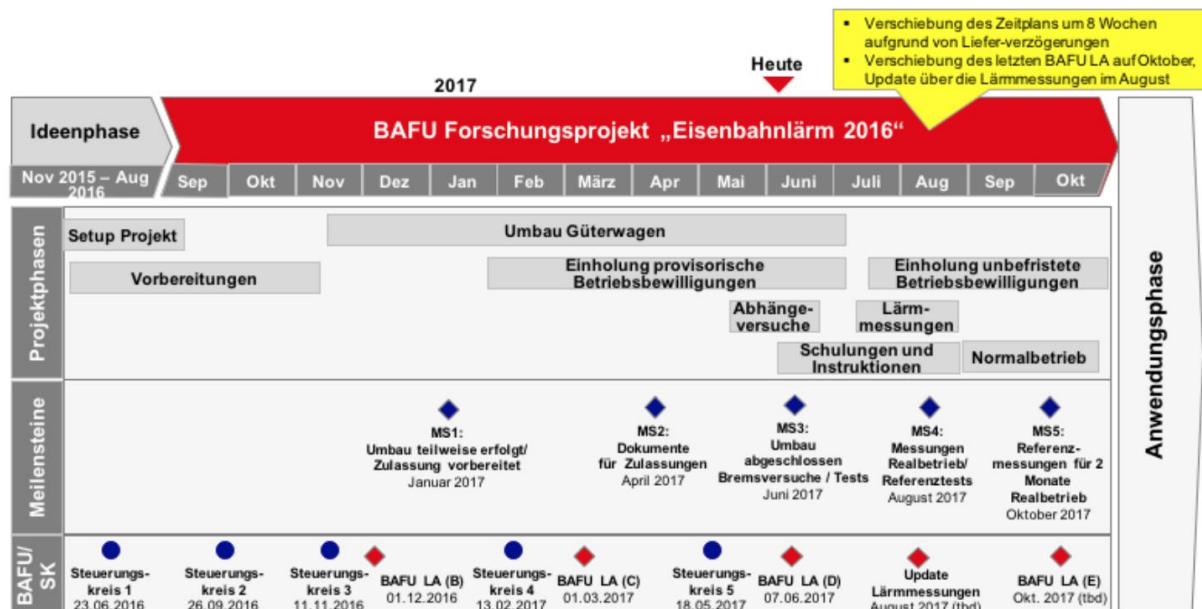 ▪ Verschiebung des Zeitplans um 8 Wochen
aufgrund von Liefer-verzögerungen
▪ Verschiebung des letzten BAFU LA auf Oktober,
Update über die Lärmmessungen im August
Heute
2017
Ideenphase
BAFU Forschungsprojekt „Eisenbahnlärm 2016“
Nov 2015 – Aug
2016
Sep
Okt
Nov
Dez
Jan
Feb
März
Apr
Mai
Juni
Juli
Aug
Sep
Okt
Projektphasen
Setup Projekt
Umbau Güterwagen
Vorbereitungen
Einholung provisorische
Betriebsbewilligungen
Einholung unbefristete
Betriebsbewilligungen
Abhänge-
versuche
Lärm-
messungen
Schulungen und
Instruktionen
Normalbetrieb
Anwendungsphase
Meilensteine
MS1:
Umbau teilweise erfolgt/
Zulassung vorbereitet
Januar 2017
MS2:
Dokumente
für Zulassungen
April 2017
MS3:
Umbau
abgeschlossen
Bremsversuche / Tests
Juni 2017
MS4:
Messungen
Realbetrieb/
Referenztests
August 2017
MS5:
Referenz-
messungen für 2
Monate
Realbetrieb
Oktober 2017
BAFU/
SK
Steuerungs-
kreis 1
23.06.2016
Steuerungs-
kreis 2
26.09.2016
Steuerungs-
kreis 3
11.11.2016
BAFU LA (B)
01.12.2016
Steuerungs-
kreis 4
13.02.2017
BAFU LA (C)
01.03.2017
Steuerungs-
kreis 5
18.05.2017
BAFU LA (D)
07.06.2017
Update
Lärmmessungen
August 2017 (tbd)
BAFU LA (E)
Okt. 2017 (tbd)